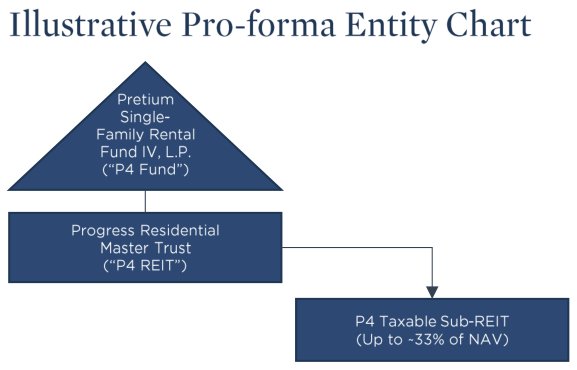 Illustrative Pro-forma Entity Chart
Pretium
Single-
Family Rental
Fund IV, L.P.
(“P4 Fund”)
Progress Residential
Master Trust
(“P4 REIT”)
P4 Taxable Sub-REIT
(Up to ~33% of NAV)